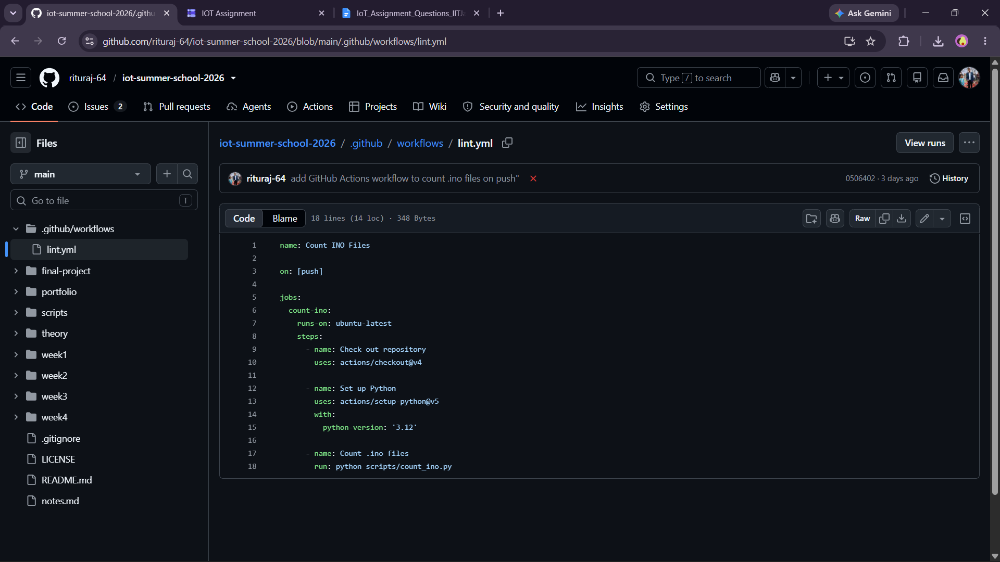 iot-summer-school-2026/.githu
IOT Assignment
IoT_Assignment_Questions_IITJ
Ask Gemini
github.com/rituraj-64/iot-summer-school-2026/blob/main/.github/workflows/lint.yml
rituraj-64 / iot-summer-school-2026
Type / to search
Code
Issues 2
Pull requests
Agents
Actions
Projects
Wiki
Security and quality
Insights
Settings
Files
main
Go to file T
.github/workflows
lint.yml
final-project
portfolio
scripts
theory
week1
week2
week3
week4
.gitignore
LICENSE
README.md
notes.md
iot-summer-school-2026 / .github / workflows / lint.yml
View runs
rituraj-64 add GitHub Actions workflow to count .ino files on push"
0506402 · 3 days ago
History
Code Blame 18 lines (14 loc) · 348 Bytes
Raw
1 name: Count INO Files
2
3 on: [push]
4
5 jobs:
6 count-ino:
7 runs-on: ubuntu-latest
8 steps:
9 - name: Check out repository
10 uses: actions/checkout@v4
11
12 - name: Set up Python
13 uses: actions/setup-python@v5
14 with:
15 python-version: '3.12'
16
17 - name: Count .ino files
18 run: python scripts/count_ino.py